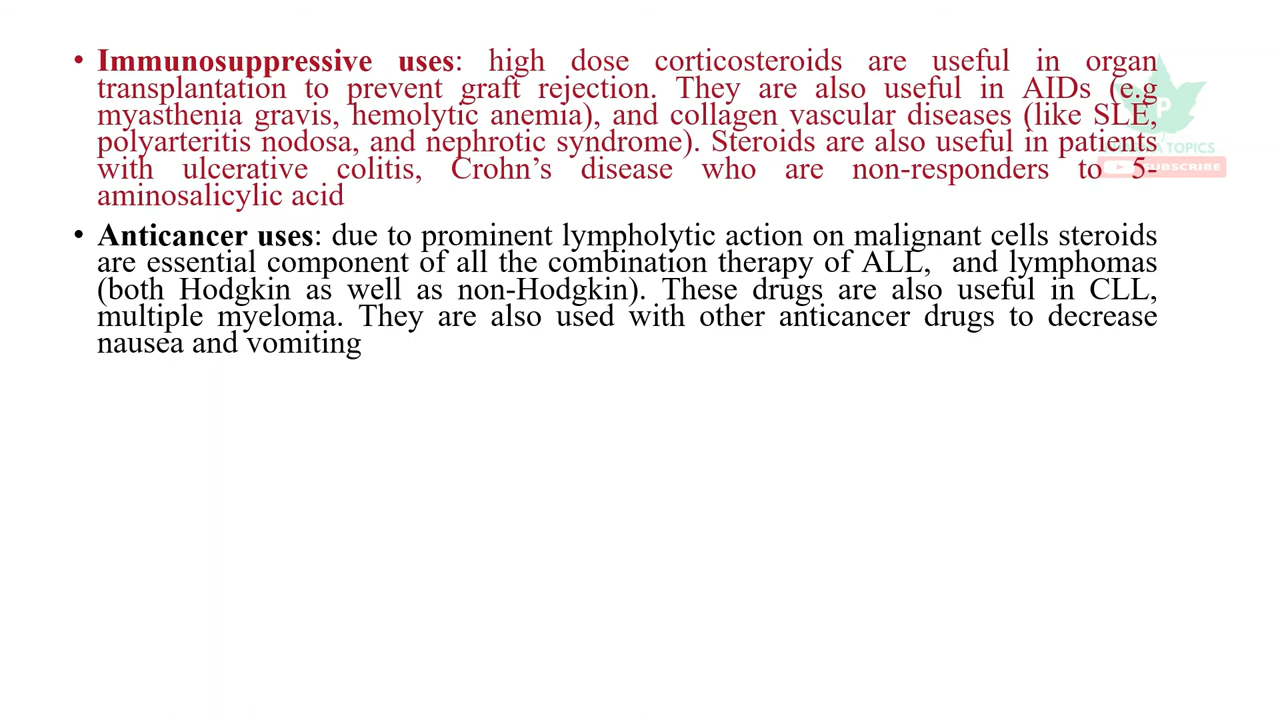 • Immunosuppressive uses: high dose corticosteroids are useful in organ
transplantation to prevent graft rejection. They are also useful in AIDs (e.g
myasthenia gravis, hemolytic anemia), and collagen vascular diseases (like SLE,
polyarteritis nodosa, and nephrotic syndrome). Steroids are also useful in patients
with ulcerative colitis, Crohn’s disease who are non-responders to 5-
aminosalicylic acid
• Anticancer uses: due to prominent lympholytic action on malignant cells steroids
are essential component of all the combination therapy of ALL, and lymphomas
(both Hodgkin as well as non-Hodgkin). These drugs are also useful in CLL,
multiple myeloma. They are also used with other anticancer drugs to decrease
nausea and vomiting
TOPICS
SUBSCRIBE